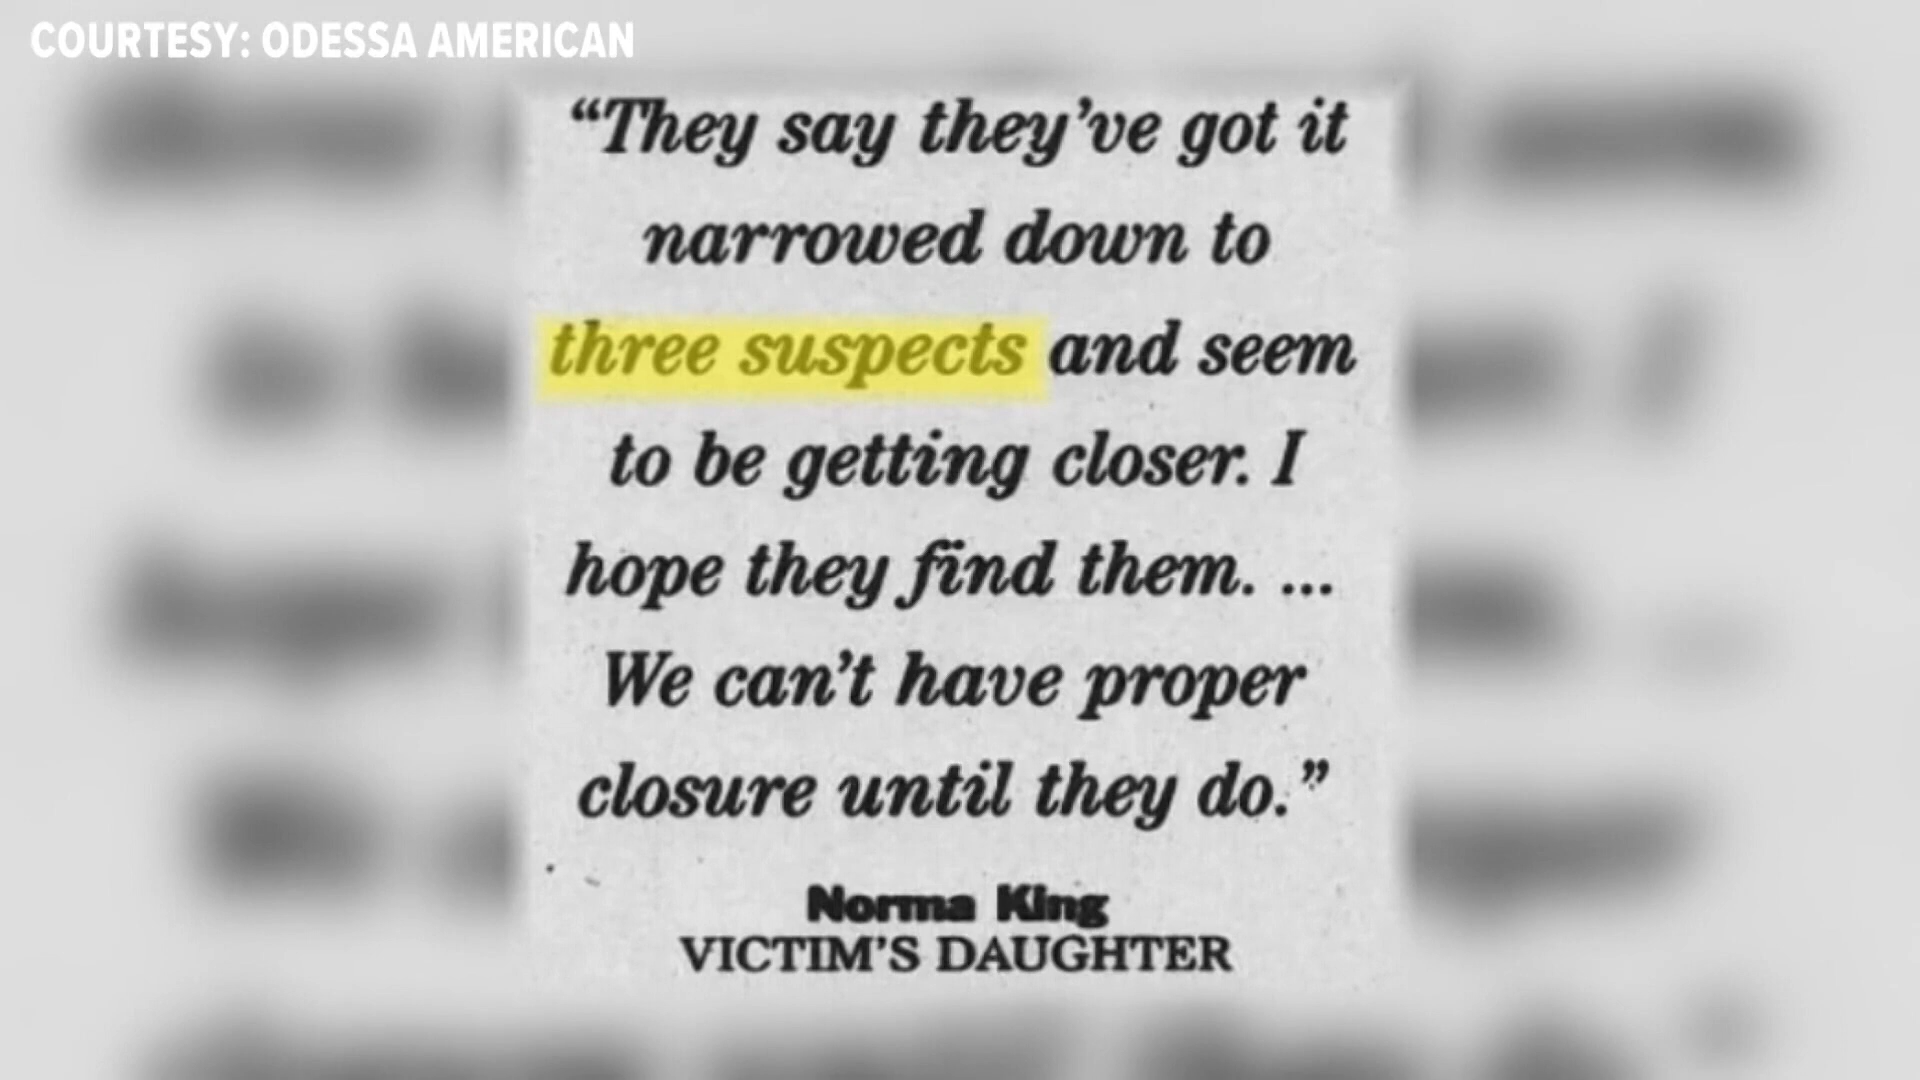 COURTESY: ODESSA AMERICAN
“They say they’ve got it
narrowed down to
three suspects and seem
to be getting closer. I
hope they find them. ...
We can’t have proper
closure until they do.”
Norma King
VICTIM’S DAUGHTER